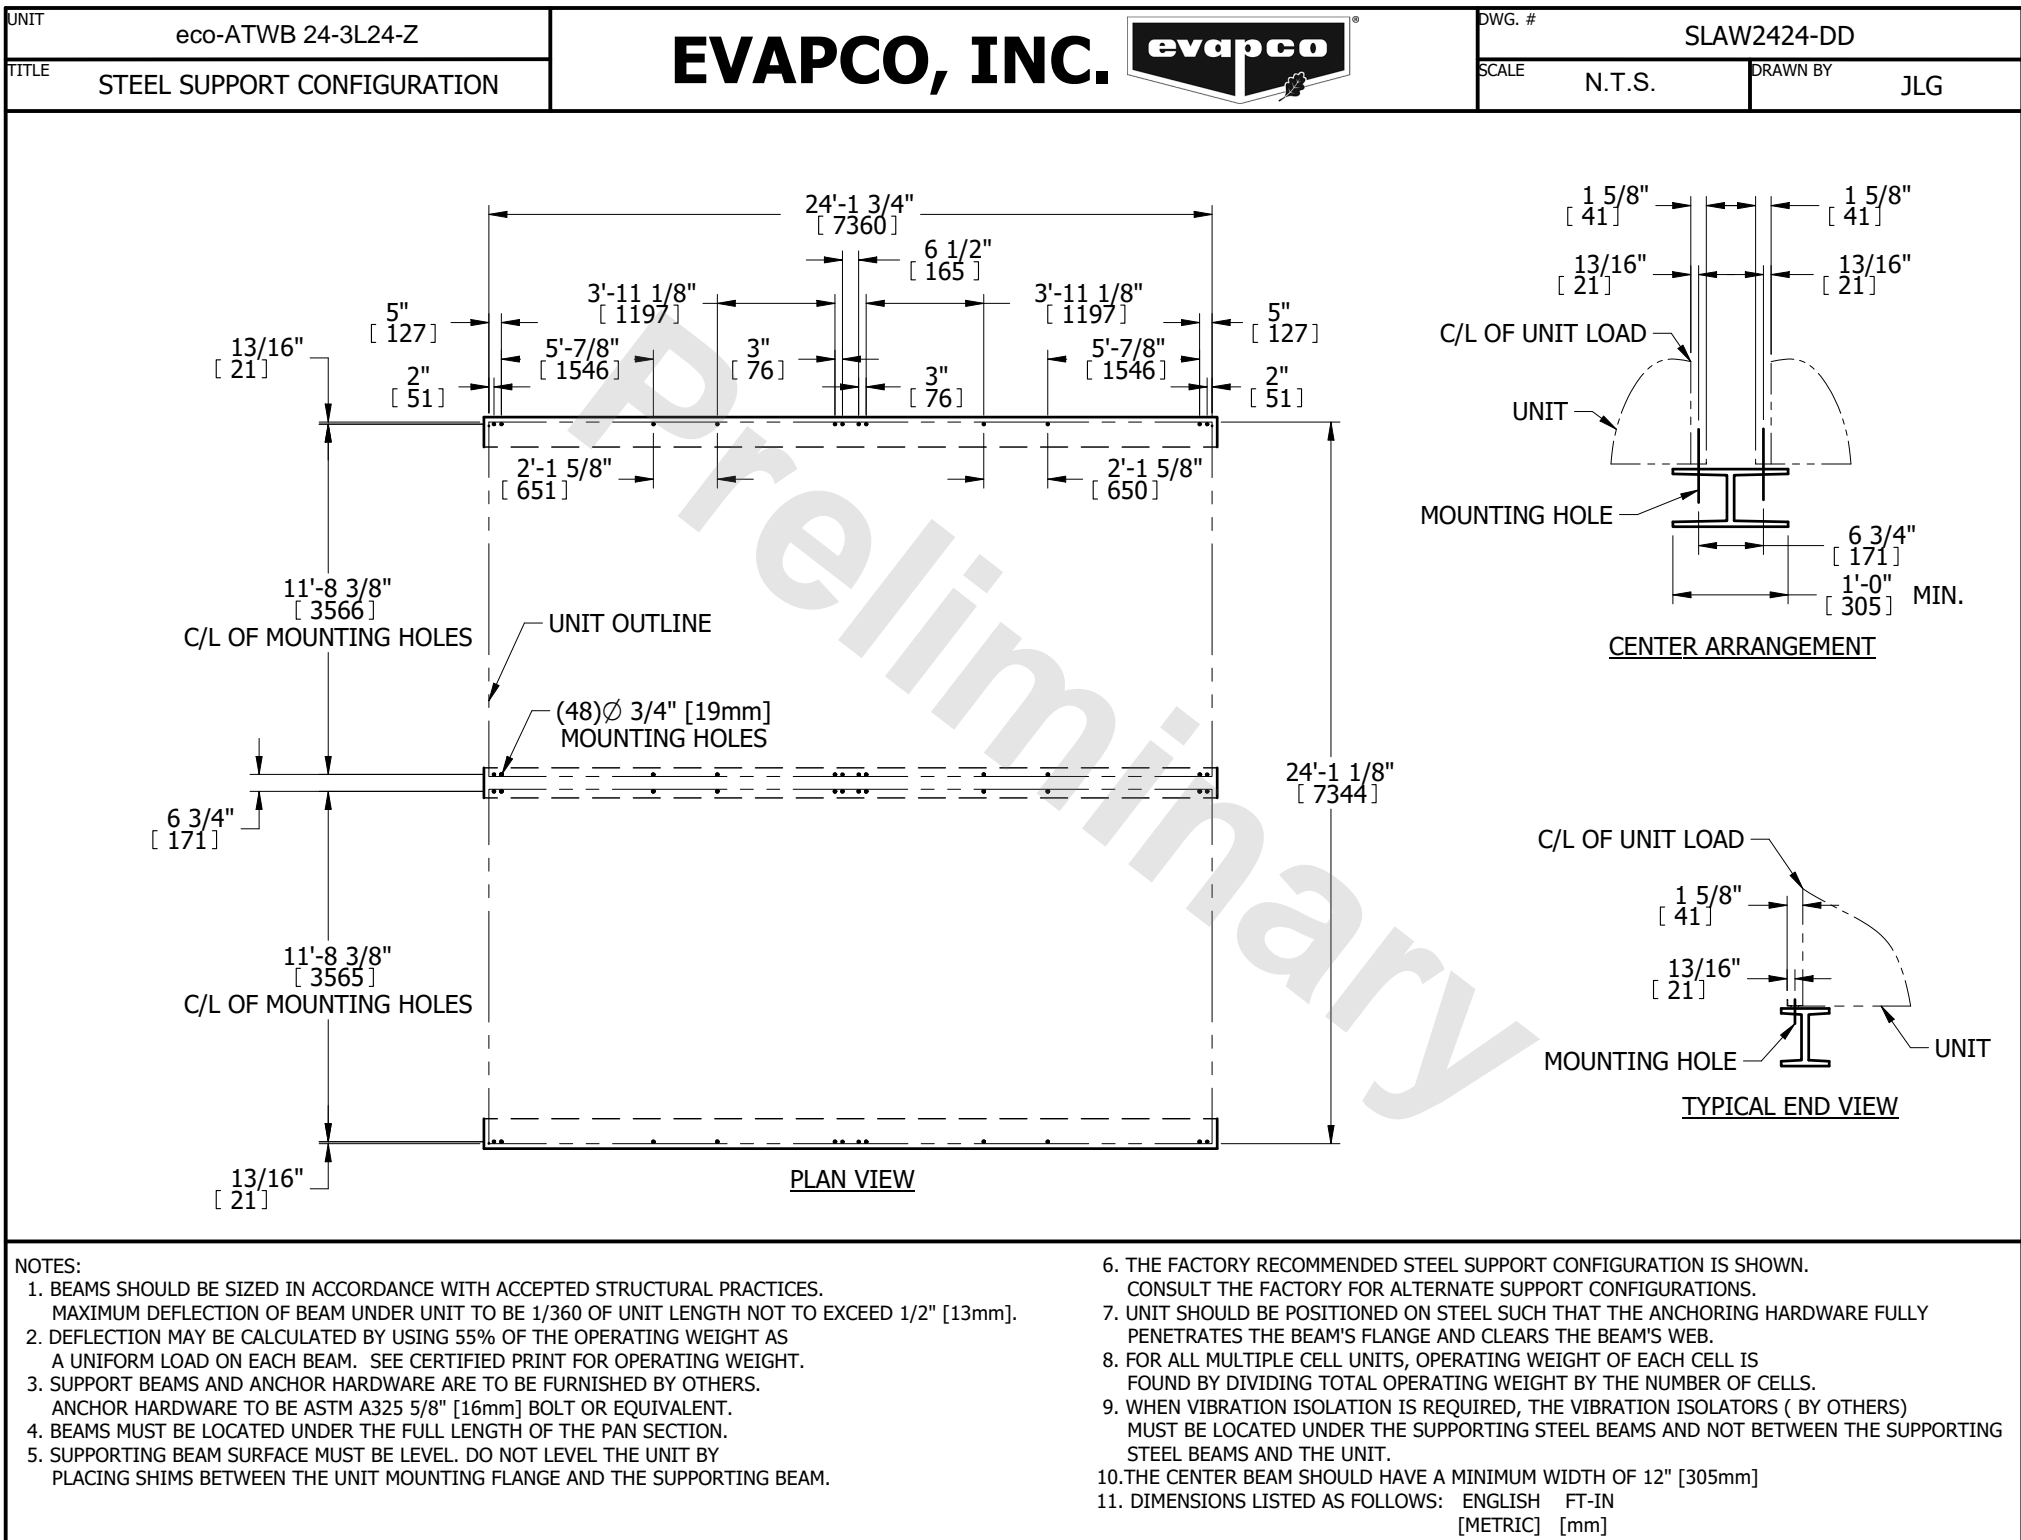 UNIT
eco-ATWB 24-3L24-Z
TITLE
STEEL SUPPORT CONFIGURATION
EVAPCO, INC.
evapco
®
DWG. #
SLAW2424-DD
SCALE
N.T.S.
DRAWN BY
JLG
24'-1 3/4"
[ 7360 ]
6 1/2"
[ 165 ]
3'-11 1/8"
[ 1197 ]
3'-11 1/8"
[ 1197 ]
5"
[ 127 ]
5"
[ 127 ]
13/16"
[ 21 ]
5'-7/8"
[ 1546 ]
3"
[ 76 ]
5'-7/8"
[ 1546 ]
2"
[ 51 ]
3"
[ 76 ]
2"
[ 51 ]
2'-1 5/8"
[ 651 ]
2'-1 5/8"
[ 650 ]
11'-8 3/8"
[ 3566 ]
C/L OF MOUNTING HOLES
UNIT OUTLINE
(48)∅ 3/4" [19mm]
MOUNTING HOLES
6 3/4"
[ 171 ]
24'-1 1/8"
[ 7344 ]
11'-8 3/8"
[ 3565 ]
C/L OF MOUNTING HOLES
13/16"
[ 21 ]
PLAN VIEW
Preliminary
1 5/8"
[ 41 ]
1 5/8"
[ 41 ]
13/16"
[ 21 ]
13/16"
[ 21 ]
C/L OF UNIT LOAD
UNIT
MOUNTING HOLE
6 3/4"
[ 171 ]
1'-0"
[ 305 ] MIN.
CENTER ARRANGEMENT
C/L OF UNIT LOAD
1 5/8"
[ 41 ]
13/16"
[ 21 ]
MOUNTING HOLE
UNIT
TYPICAL END VIEW
NOTES:
1. BEAMS SHOULD BE SIZED IN ACCORDANCE WITH ACCEPTED STRUCTURAL PRACTICES.
MAXIMUM DEFLECTION OF BEAM UNDER UNIT TO BE 1/360 OF UNIT LENGTH NOT TO EXCEED 1/2" [13mm].
2. DEFLECTION MAY BE CALCULATED BY USING 55% OF THE OPERATING WEIGHT AS
A UNIFORM LOAD ON EACH BEAM. SEE CERTIFIED PRINT FOR OPERATING WEIGHT.
3. SUPPORT BEAMS AND ANCHOR HARDWARE ARE TO BE FURNISHED BY OTHERS.
ANCHOR HARDWARE TO BE ASTM A325 5/8" [16mm] BOLT OR EQUIVALENT.
4. BEAMS MUST BE LOCATED UNDER THE FULL LENGTH OF THE PAN SECTION.
5. SUPPORTING BEAM SURFACE MUST BE LEVEL. DO NOT LEVEL THE UNIT BY
PLACING SHIMS BETWEEN THE UNIT MOUNTING FLANGE AND THE SUPPORTING BEAM.
6. THE FACTORY RECOMMENDED STEEL SUPPORT CONFIGURATION IS SHOWN.
CONSULT THE FACTORY FOR ALTERNATE SUPPORT CONFIGURATIONS.
7. UNIT SHOULD BE POSITIONED ON STEEL SUCH THAT THE ANCHORING HARDWARE FULLY
PENETRATES THE BEAM'S FLANGE AND CLEARS THE BEAM'S WEB.
8. FOR ALL MULTIPLE CELL UNITS, OPERATING WEIGHT OF EACH CELL IS
FOUND BY DIVIDING TOTAL OPERATING WEIGHT BY THE NUMBER OF CELLS.
9. WHEN VIBRATION ISOLATION IS REQUIRED, THE VIBRATION ISOLATORS ( BY OTHERS)
MUST BE LOCATED UNDER THE SUPPORTING STEEL BEAMS AND NOT BETWEEN THE SUPPORTING
STEEL BEAMS AND THE UNIT.
10.THE CENTER BEAM SHOULD HAVE A MINIMUM WIDTH OF 12" [305mm]
11. DIMENSIONS LISTED AS FOLLOWS: ENGLISH FT-IN
[METRIC] [mm]